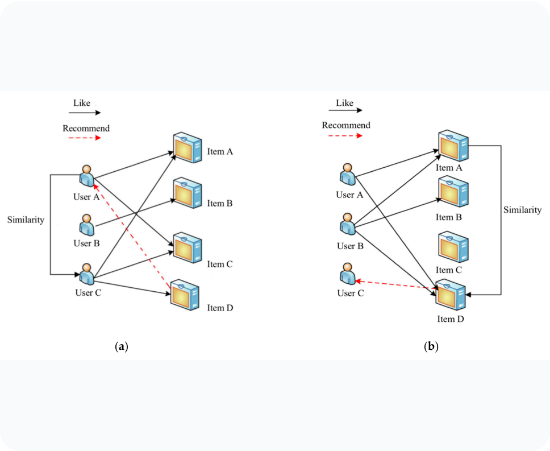 Like
Recommend
Item A
User A
Item B
Similarity
User B
Item C
User C
Item D
(a)
Like
Recommend
Item A
User A
Item B
Similarity
User B
Item C
User C
Item D
(b)